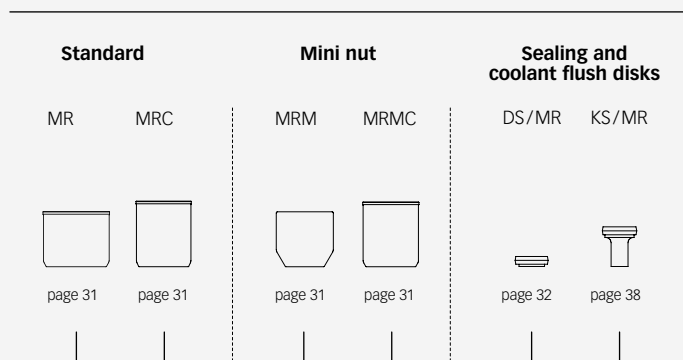 Standard
Mini nut
Sealing and
coolant flush disks
MR
MRC
MRM
MRMC
DS/MR
KS/MR
page 31
page 31
page 31
page 31
page 32
page 38